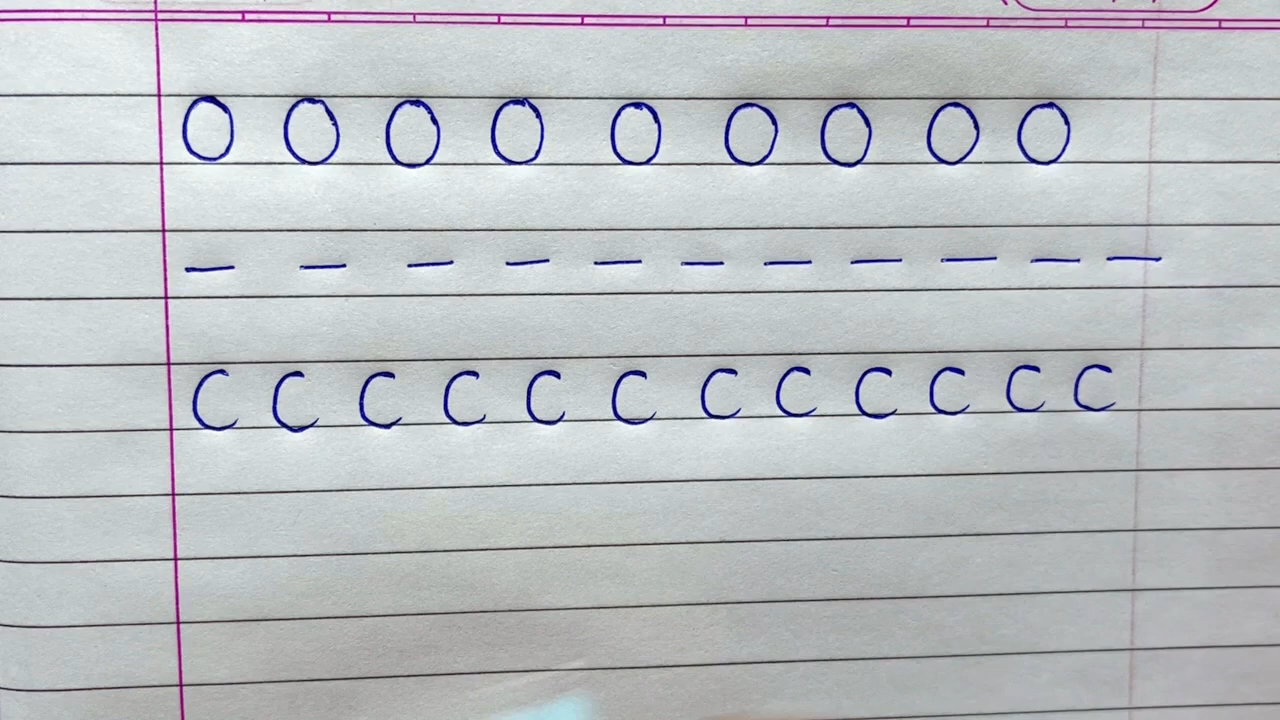 O O O O O O O O O
— — — — — — — — — — —
C C C C C C C C C C C C